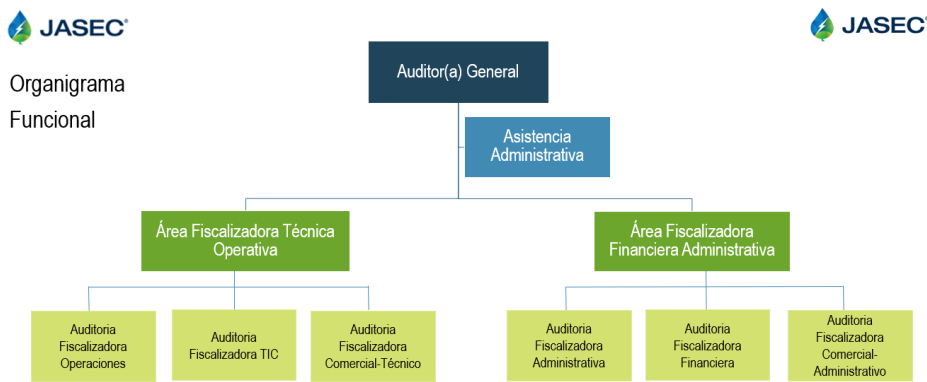 JASEC®
JASEC®
Organigrama
Funcional
Auditor(a) General
Asistencia
Administrativa
Área Fiscalizadora Técnica
Operativa
Área Fiscalizadora
Financiera Administrativa
Auditoria
Fiscalizadora
Operaciones
Auditoria
Fiscalizadora TIC
Auditoria
Fiscalizadora
Comercial-Técnico
Auditoria
Fiscalizadora
Administrativa
Auditoria
Fiscalizadora
Financiera
Auditoria
Fiscalizadora
Comercial-
Administrativo